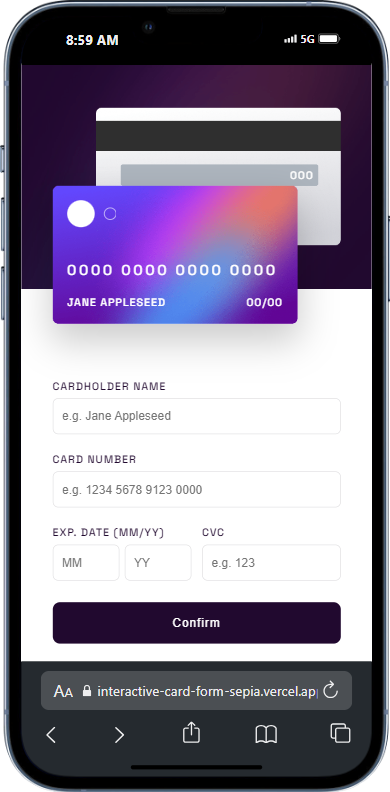 8:59 AM 5G
000
0000 0000 0000 0000
JANE APPLESEED 00/00
CARDHOLDER NAME
e.g. Jane Appleseed
CARD NUMBER
e.g. 1234 5678 9123 0000
EXP. DATE (MM/YY) CVC
MM YY e.g. 123
Confirm
AA interactive-card-form-sepia.vercel.ap